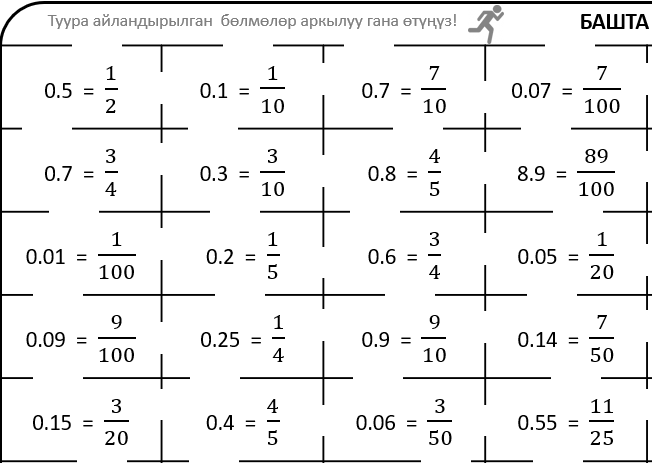 Туура айландырылган бөлмөлөр аркылуу гана өтүңүз! БАШТА
0.5 = 1/2 0.1 = 1/10 0.7 = 7/10 0.07 = 7/100
0.7 = 3/4 0.3 = 3/10 0.8 = 4/5 8.9 = 89/100
0.01 = 1/100 0.2 = 1/5 0.6 = 3/4 0.05 = 1/20
0.09 = 9/100 0.25 = 1/4 0.9 = 9/10 0.14 = 7/50
0.15 = 3/20 0.4 = 4/5 0.06 = 3/50 0.55 = 11/25